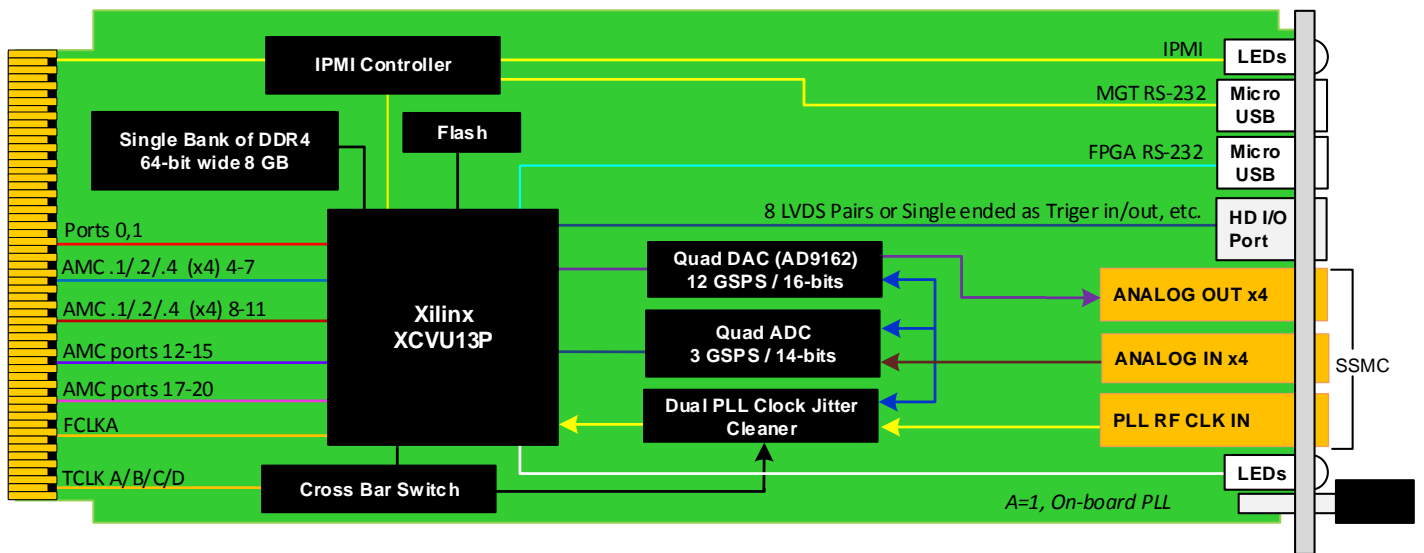 IPMI Controller
IPMI
LEDs
MGT RS-232
Micro
USB
Single Bank of DDR4
64-bit wide 8 GB
Flash
FPGA RS-232
Micro
USB
Ports 0,1
8 LVDS Pairs or Single ended as Triger in/out, etc.
HD I/O
Port
AMC .1/.2/.4 (x4) 4-7
Quad DAC (AD9162)
12 GSPS / 16-bits
ANALOG OUT x4
AMC .1/.2/.4 (x4) 8-11
Xilinx
XCVU13P
Quad ADC
3 GSPS / 14-bits
ANALOG IN x4
SSMC
AMC ports 12-15
AMC ports 17-20
Dual PLL Clock Jitter
Cleaner
PLL RF CLK IN
FCLKA
TCLK A/B/C/D
Cross Bar Switch
LEDs
A=1, On-board PLL